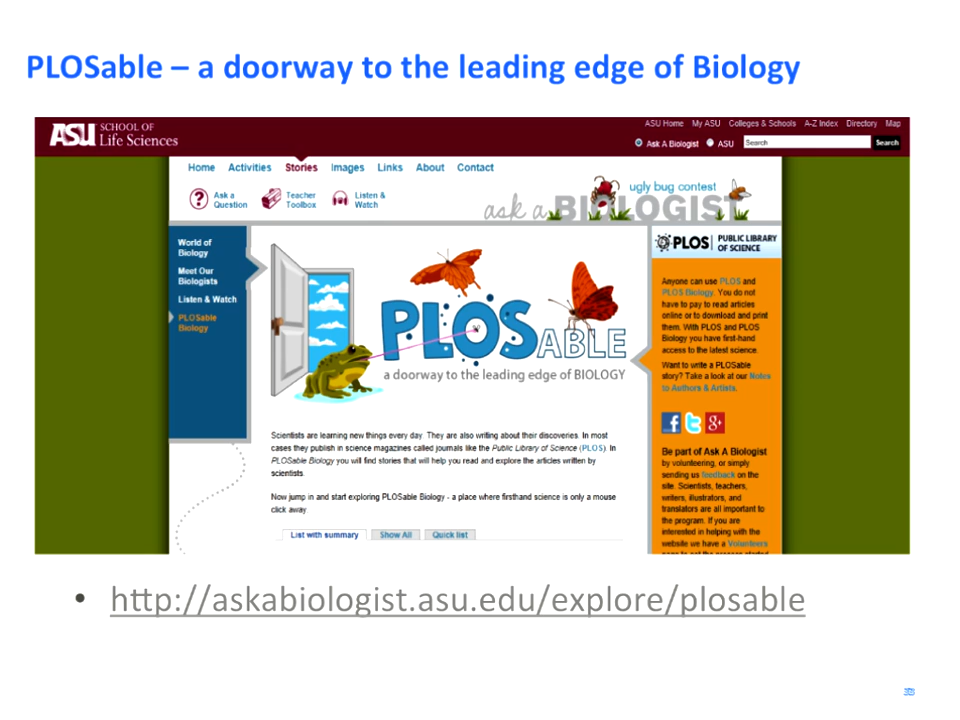 PLOSable – a doorway to the leading edge of Biology
ASU SCHOOL OF
Life Sciences
ASU Home My ASU Colleges & Schools A-Z Index Directory Map
Ask A Biologist ASU Search Search
Home Activities Stories Images Links About Contact
Ask a
Question
Teacher
Toolbox
Listen &
Watch
ask a BIOLOGIST
ugly bug contest
World of
Biology
Meet Our
Biologists
Listen & Watch
PLOSable
Biology
PLOSABLE
a doorway to the leading edge of BIOLOGY
Scientists are learning new things every day. They are also writing about their discoveries. In most
cases they publish in science magazines called journals like the Public Library of Science (PLOS). In
PLOSable Biology you will find stories that will help you read and explore the articles written by
scientists.
Now jump in and start exploring PLOSable Biology - a place where firsthand science is only a mouse
click away.
List with summary Show All Quick list
PLOS PUBLIC LIBRARY
OF SCIENCE
Anyone can use PLOS and
PLOS Biology. You do not
have to pay to read articles
online or to download and print
them. With PLOS and PLOS
Biology you have first-hand
access to the latest science.
Want to write a PLOSable
story? Take a look at our Notes
to Authors & Artists.
Be part of Ask A Biologist
by volunteering, or simply
sending us feedback on the
site. Scientists, teachers,
writers, illustrators, and
translators are all important to
the program. If you are
interested in helping with the
website we have a Volunteers
• http://askabiologist.asu.edu/explore/plosable